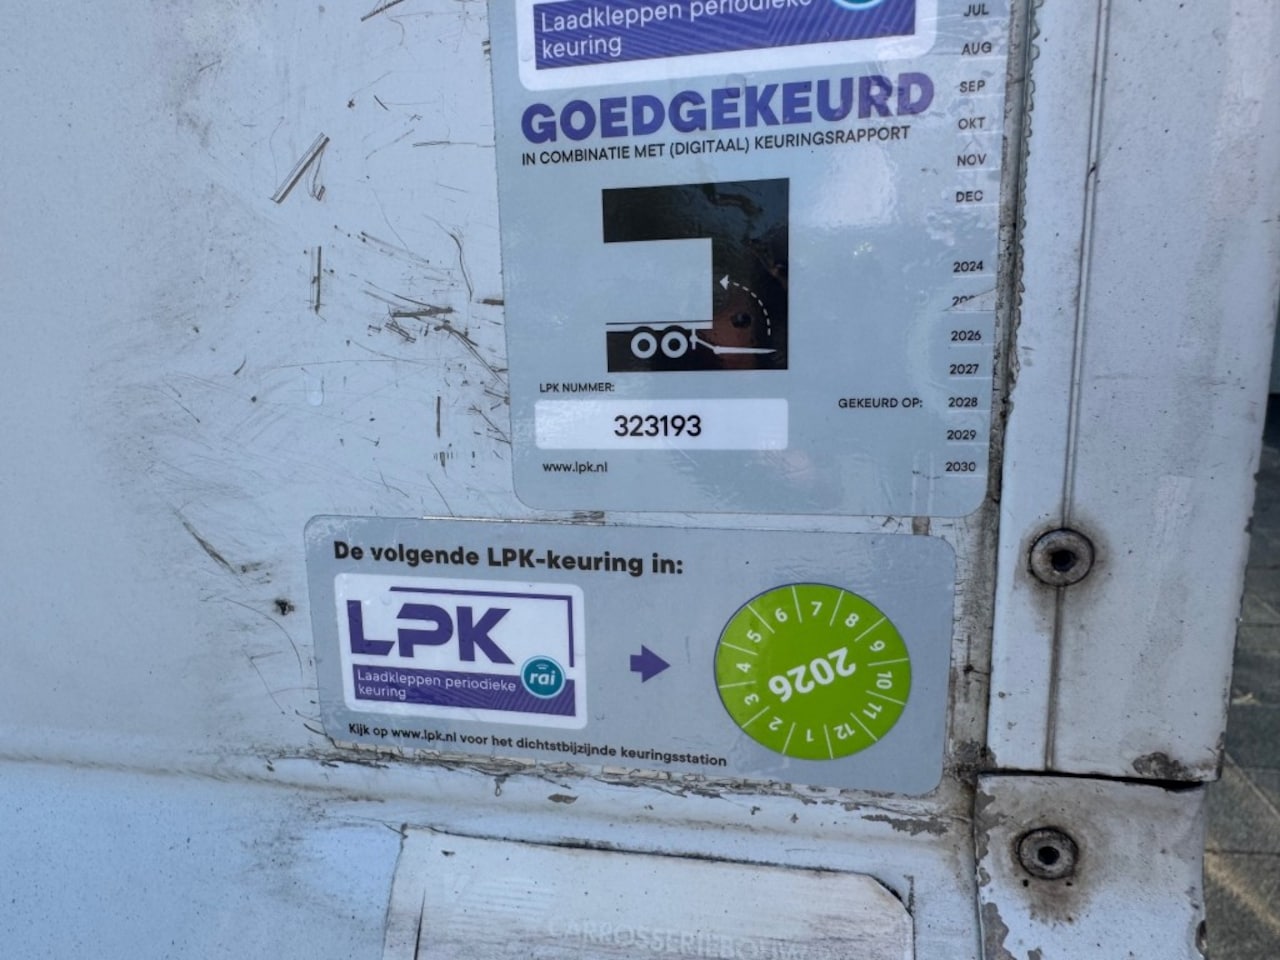 Laadkleppen periodieke
keuring
GOEDGEKEURD
IN COMBINATIE MET (DIGITAAL) KEURINGSRAPPORT
JUL
AUG
SEP
OKT
NOV
DEC
2024
2026
2027
GEKEURD OP: 2028
2029
2030
LPK NUMMER:
323193
www.lpk.nl
De volgende LPK-keuring in:
LPK
Laadkleppen periodieke
keuring
rai
Kijk op www.lpk.nl voor het dichtstbijzijnde keuringsstation
1 2 3 4 5 6 7 8 9 10 11 12
2026